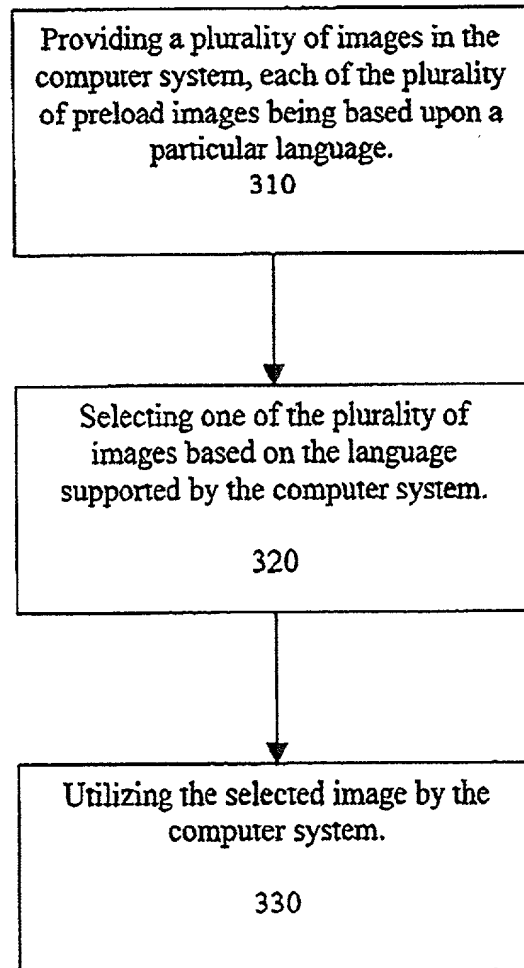 Providing a plurality of images in the
computer system, each of the plurality
of preload images being based upon a
particular language.
310
Selecting one of the plurality of
images based on the language
supported by the computer system.
320
Utilizing the selected image by the
computer system.
330